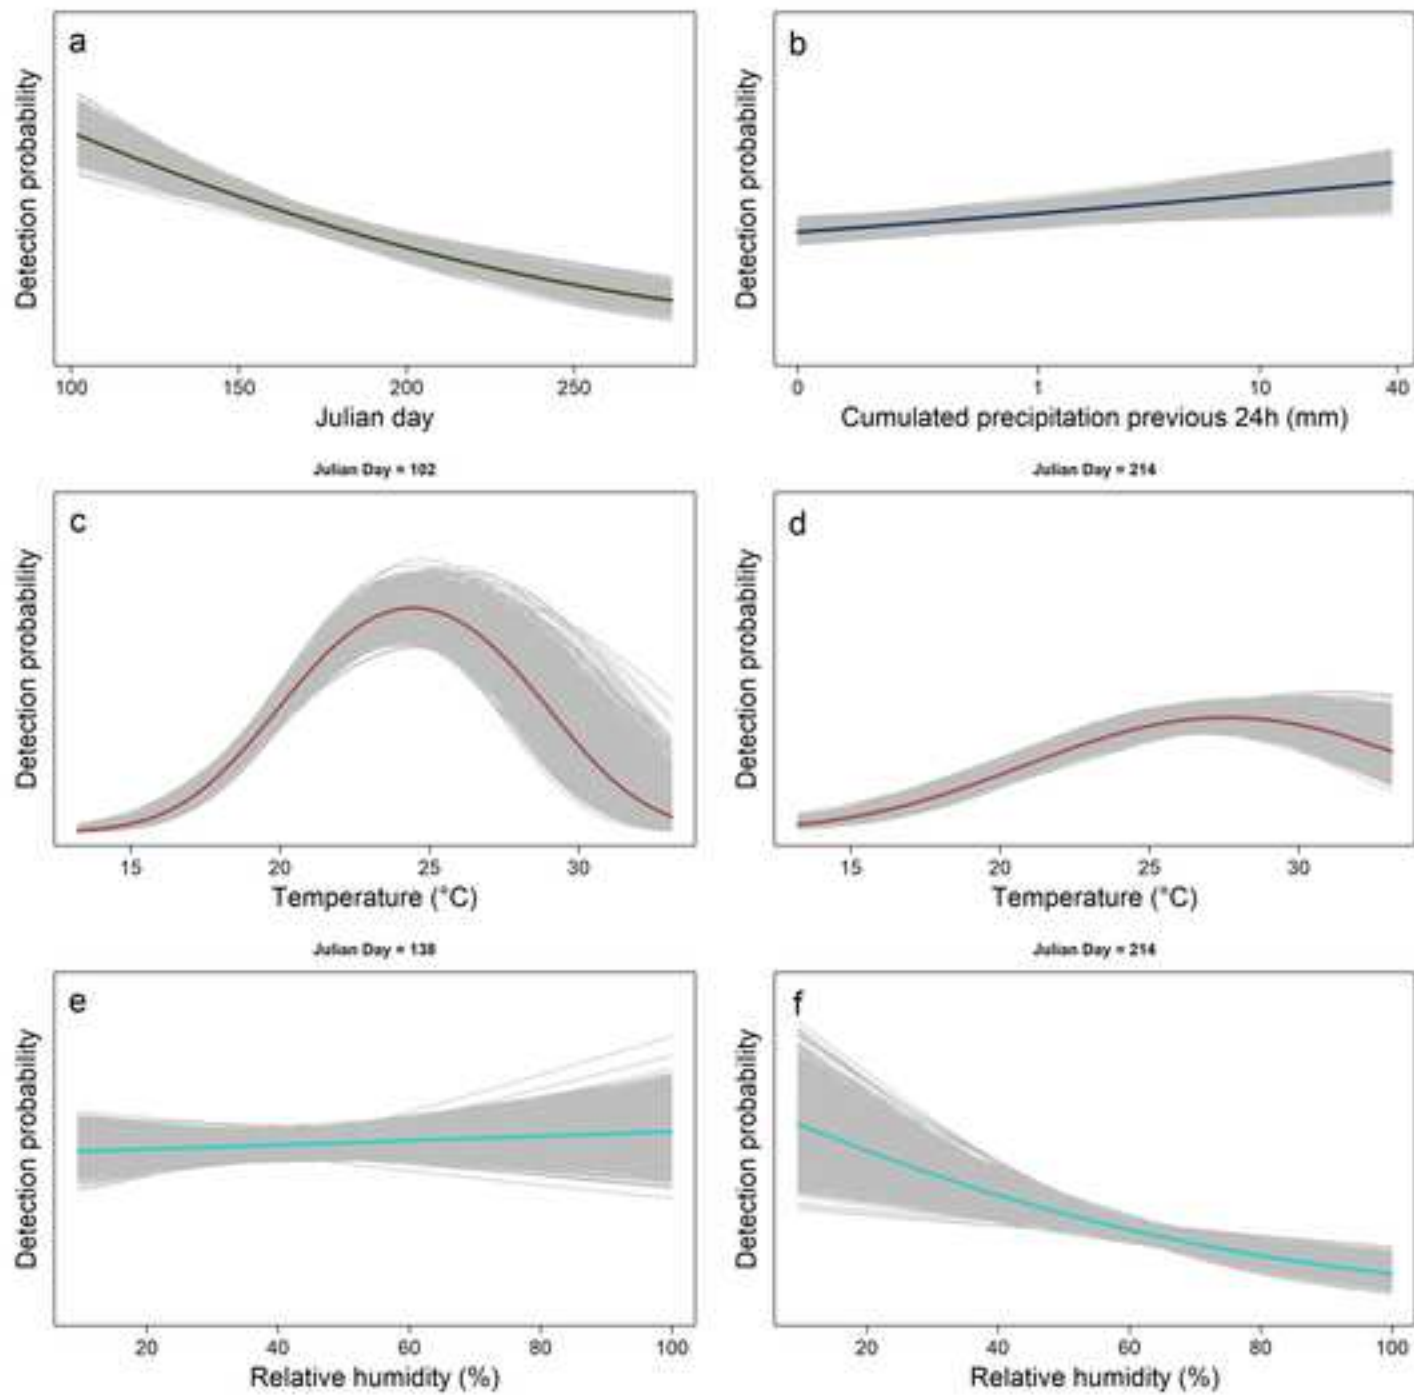 a
Detection probability
100 150 200 250
Julian day
b
Detection probability
0 1 10 40
Cumulated precipitation previous 24h (mm)
Julian Day = 102
c
Detection probability
15 20 25 30
Temperature (°C)
Julian Day = 214
d
Detection probability
15 20 25 30
Temperature (°C)
Julian Day = 138
e
Detection probability
20 40 60 80 100
Relative humidity (%)
Julian Day = 214
f
Detection probability
20 40 60 80 100
Relative humidity (%)